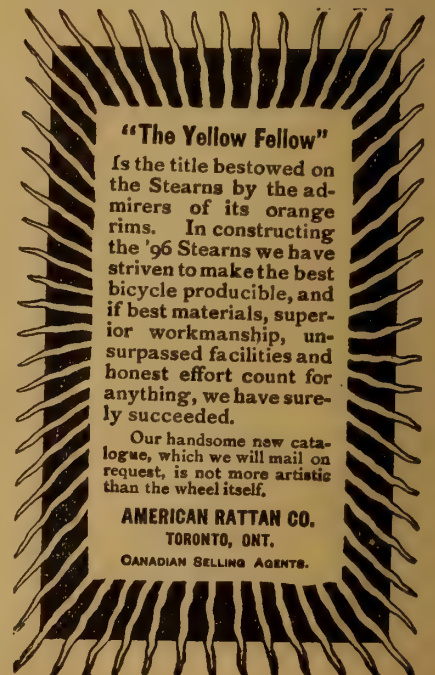 "The Yellow Fellow"
Is the title bestowed on
the Stearns by the ad-
mirers of its orange
rims. In constructing
the '96 Stearns we have
striven to make the best
bicycle producible, and
if best materials, super-
ior workmanship, un-
surpassed facilities and
honest effort count for
anything, we have sure-
ly succeeded.
Our handsome new cata-
logue, which we will mail on
request, is not more artistic
than the wheel itself.
AMERICAN RATTAN CO.
TORONTO, ONT.
CANADIAN SELLING AGENTS.